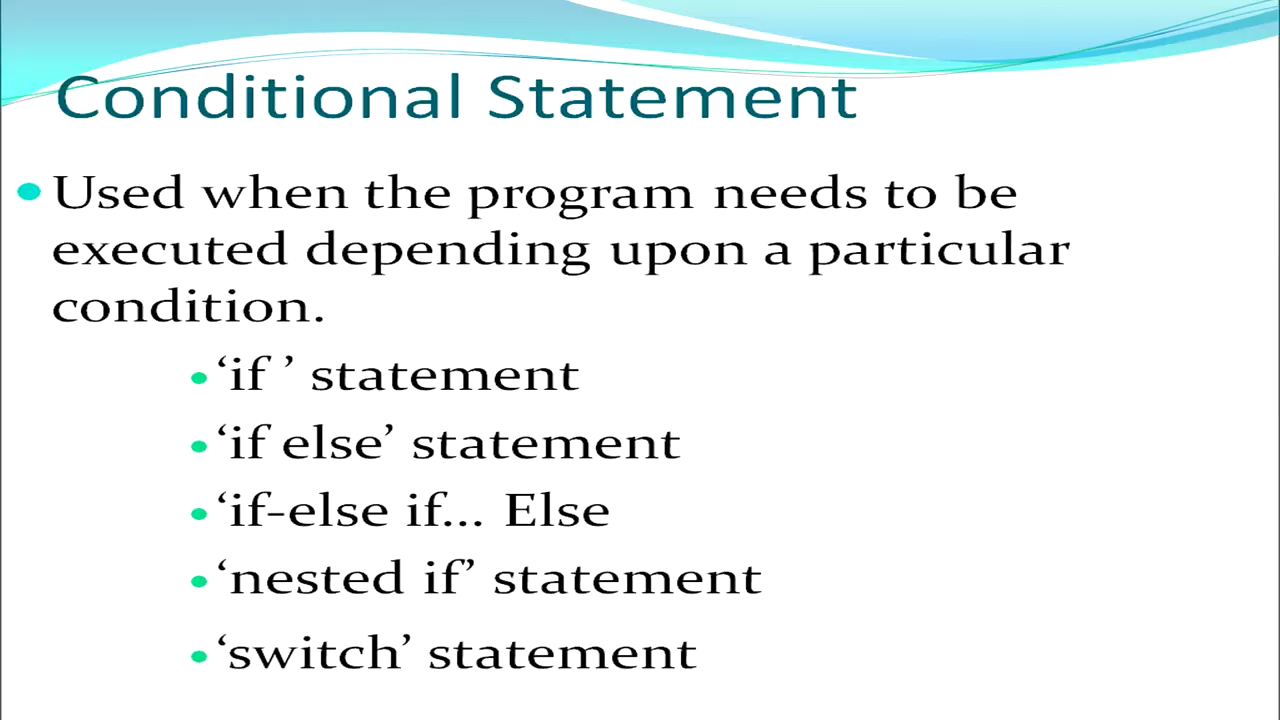 Conditional Statement
• Used when the program needs to be
executed depending upon a particular
condition.
• ‘if ’ statement
• ‘if else’ statement
• ‘if-else if... Else
• ‘nested if’ statement
• ‘switch’ statement